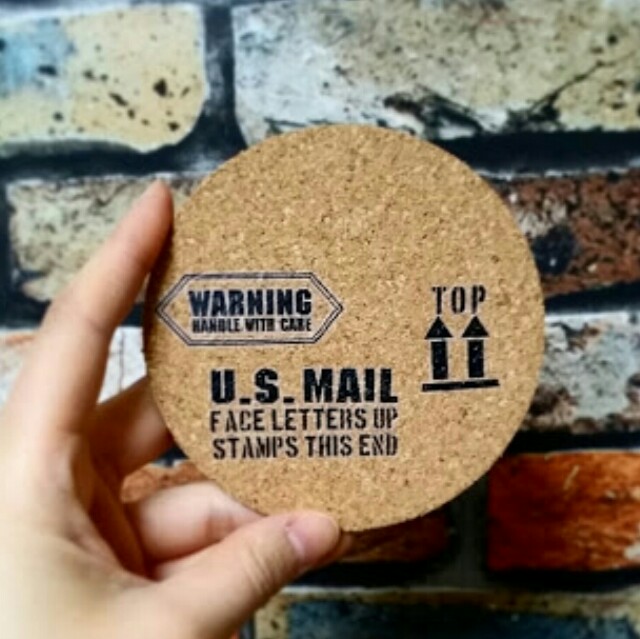 WARNING
HANDLE WITH CARE
TOP
U.S. MAIL
FACE LETTERS UP
STAMPS THIS END